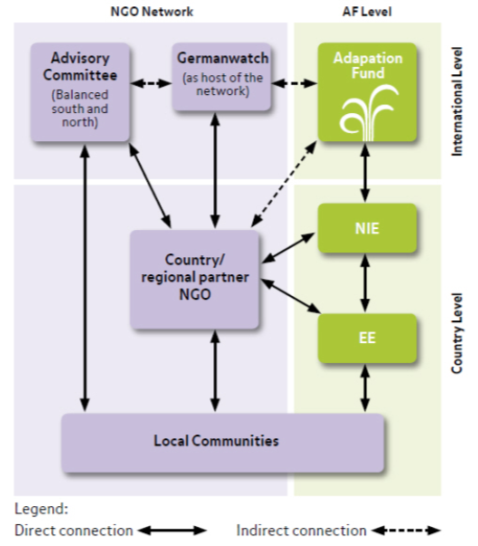 NGO Network
AF Level
Advisory
Committee
(Balanced
south and
north)
Germanwatch
(as host of the
network)
Adapation
Fund
International Level
Country/
regional partner
NGO
NIE
EE
Country Level
Local Communities
Legend:
Direct connection
Indirect connection